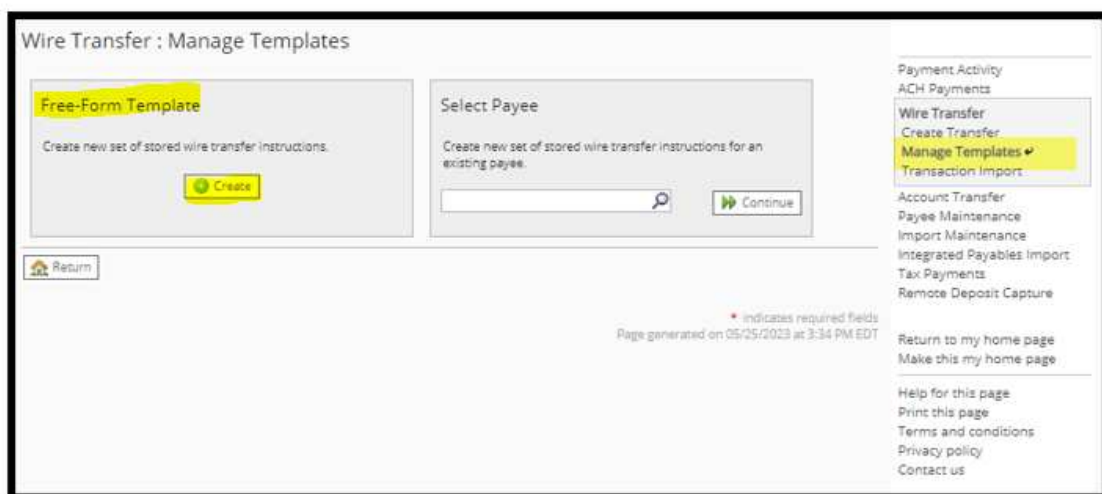 Wire Transfer : Manage Templates
Free-Form Template
Create new set of stored wire transfer instructions.
Create
Select Payee
Create new set of stored wire transfer instructions for an
existing payee.
Continue
Return
* indicates required fields
Page generated on 05/25/2023 at 3:34 PM EDT
Payment Activity
ACH Payments
Wire Transfer
Create Transfer
Manage Templates
Transaction Import
Account Transfer
Payee Maintenance
Import Maintenance
Integrated Payables Import
Tax Payments
Remote Deposit Capture
Return to my home page
Make this my home page
Help for this page
Print this page
Terms and conditions
Privacy policy
Contact us